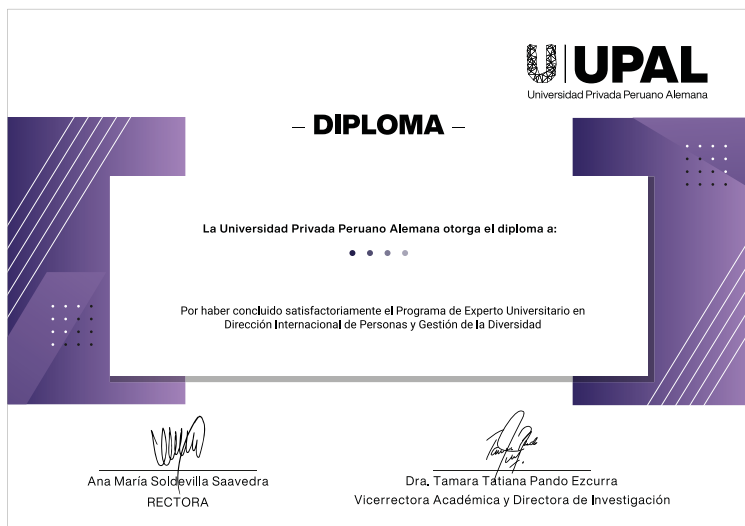 UPAL
Universidad Privada Peruano Alemana
– DIPLOMA –
La Universidad Privada Peruano Alemana otorga el diploma a:
Por haber concluido satisfactoriamente el Programa de Experto Universitario en
Dirección Internacional de Personas y Gestión de la Diversidad
Ana María Soldevilla Saavedra
RECTORA
Dra. Tamara Tatiana Pando Ezcurra
Vicerrectora Académica y Directora de Investigación